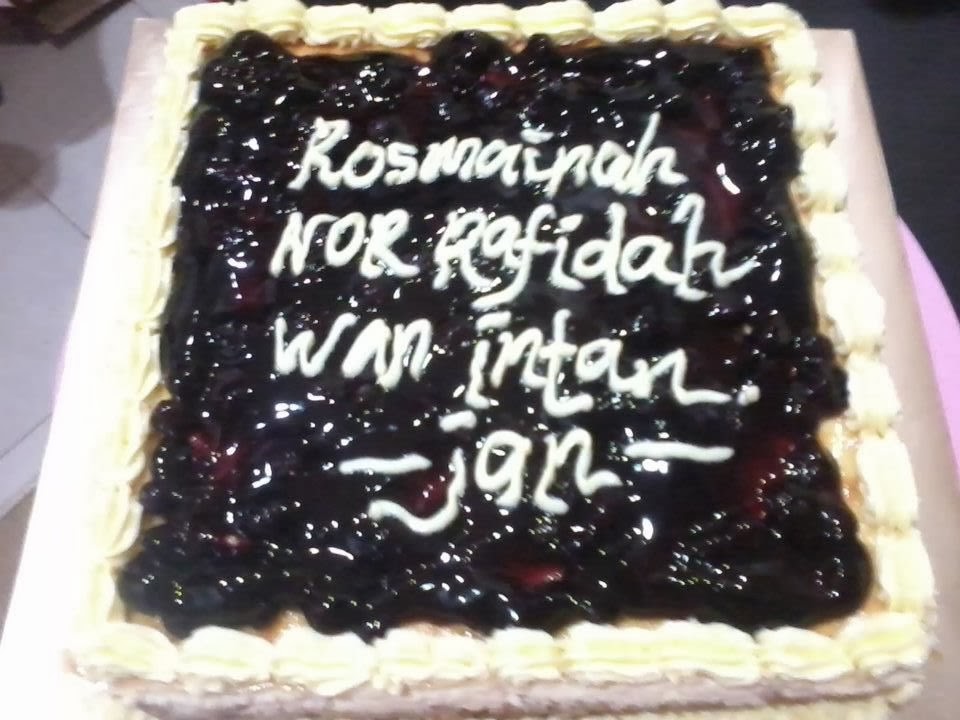 Rosmainah
NOR Rafidah
Wan intan
- jan -